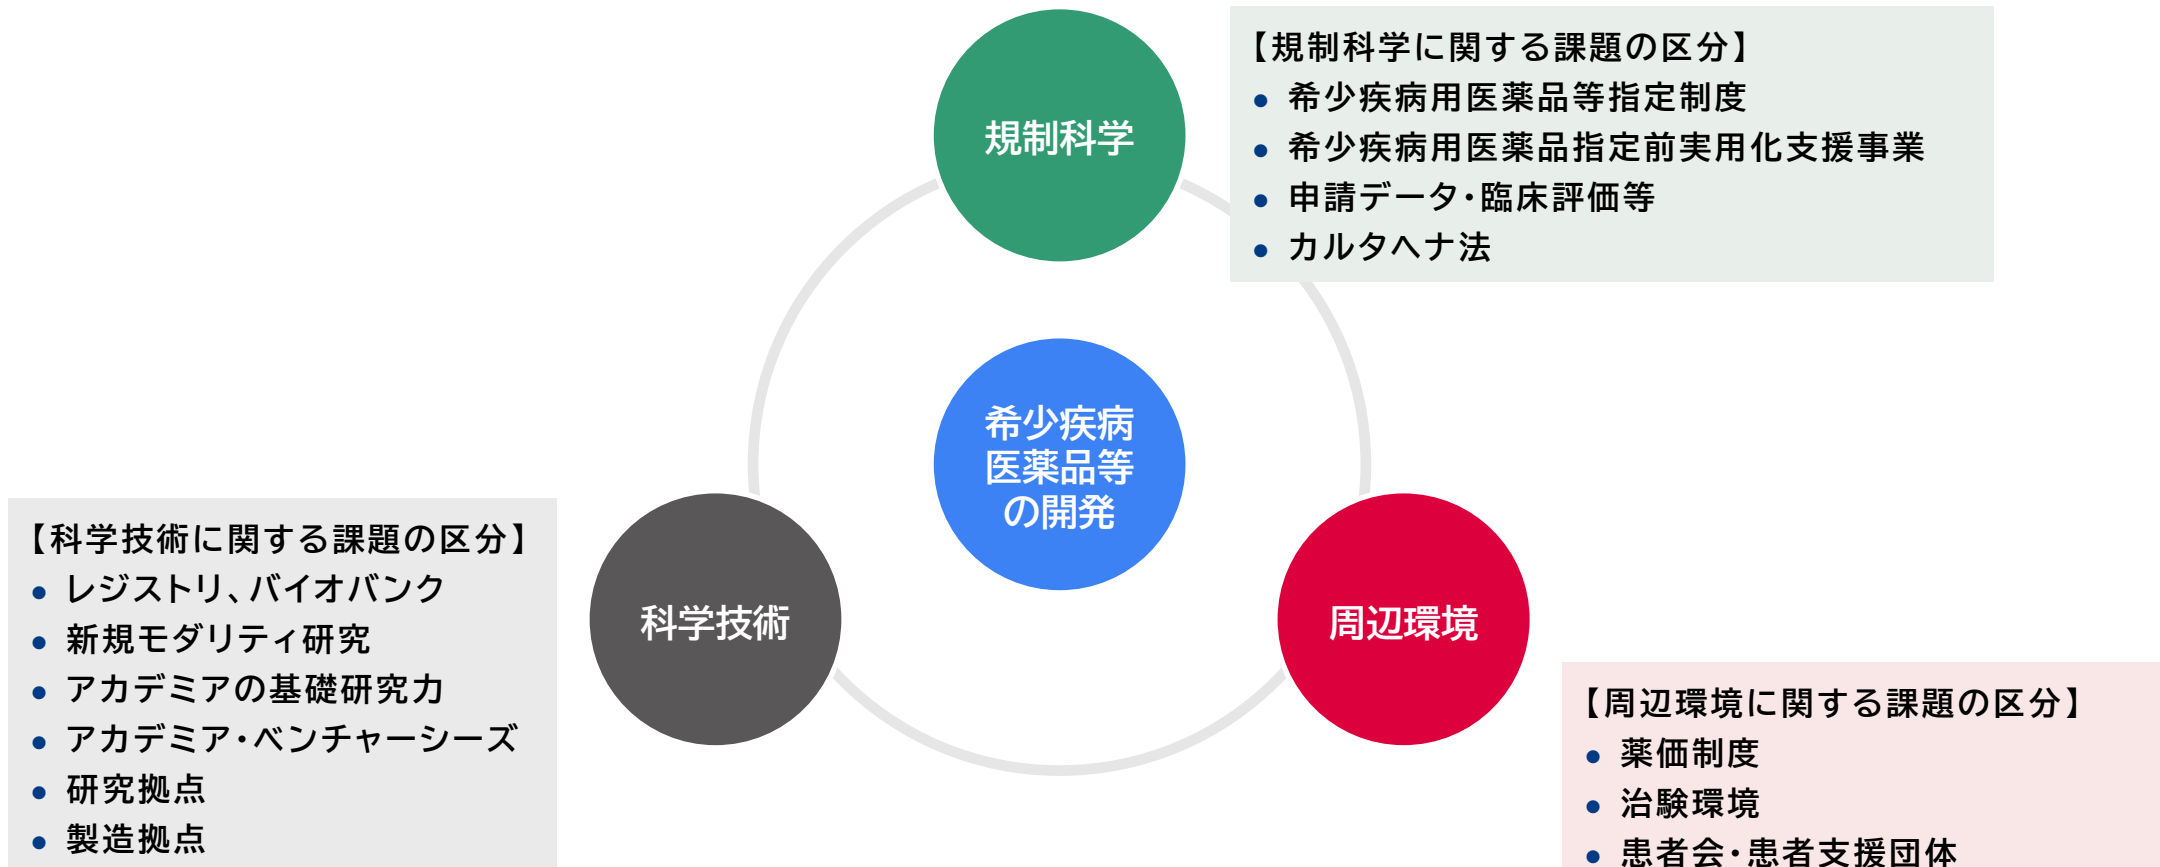 規制科学
【規制科学に関する課題の区分】
● 希少疾病用医薬品等指定制度
● 希少疾病用医薬品指定前実用化支援事業
● 申請データ・臨床評価等
● カルタヘナ法
希少疾病
医薬品等
の開発
科学技術
【科学技術に関する課題の区分】
● レジストリ、バイオバンク
● 新規モダリティ研究
● アカデミアの基礎研究力
● アカデミア・ベンチャーシーズ
● 研究拠点
● 製造拠点
周辺環境
【周辺環境に関する課題の区分】
● 薬価制度
● 治験環境
● 患者会・患者支援団体